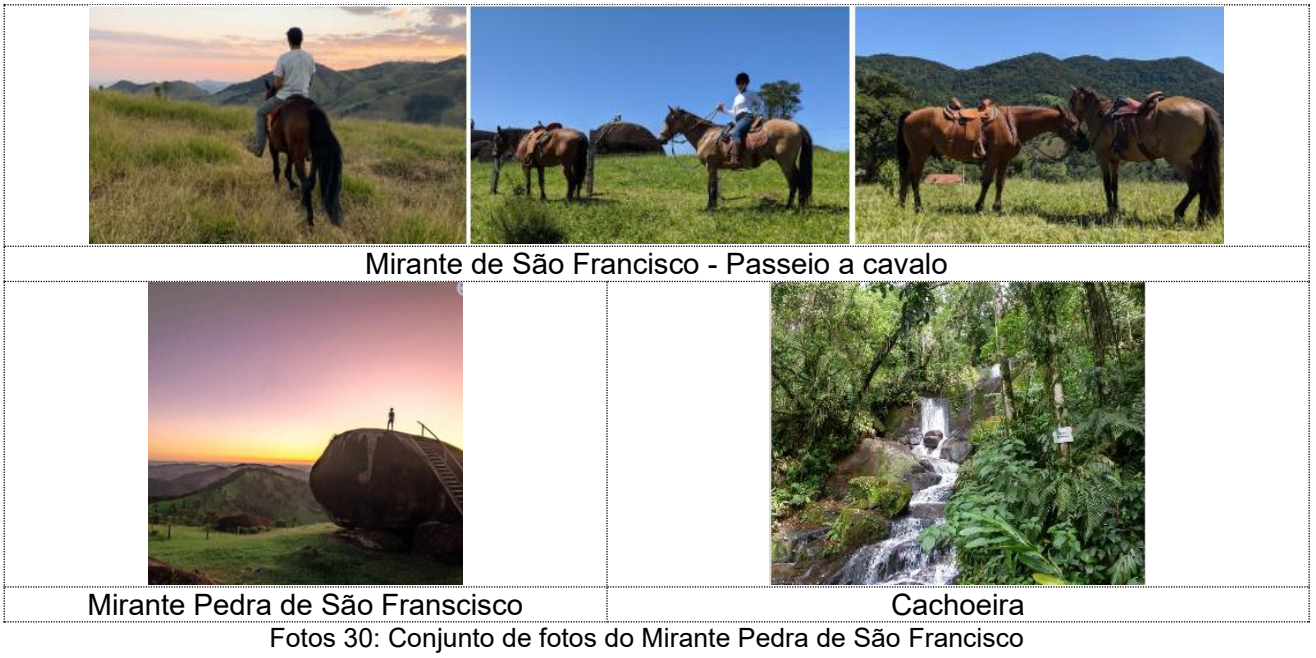 Mirante de São Francisco - Passeio a cavalo
Mirante Pedra de São Franscisco
Cachoeira
Fotos 30: Conjunto de fotos do Mirante Pedra de São Francisco